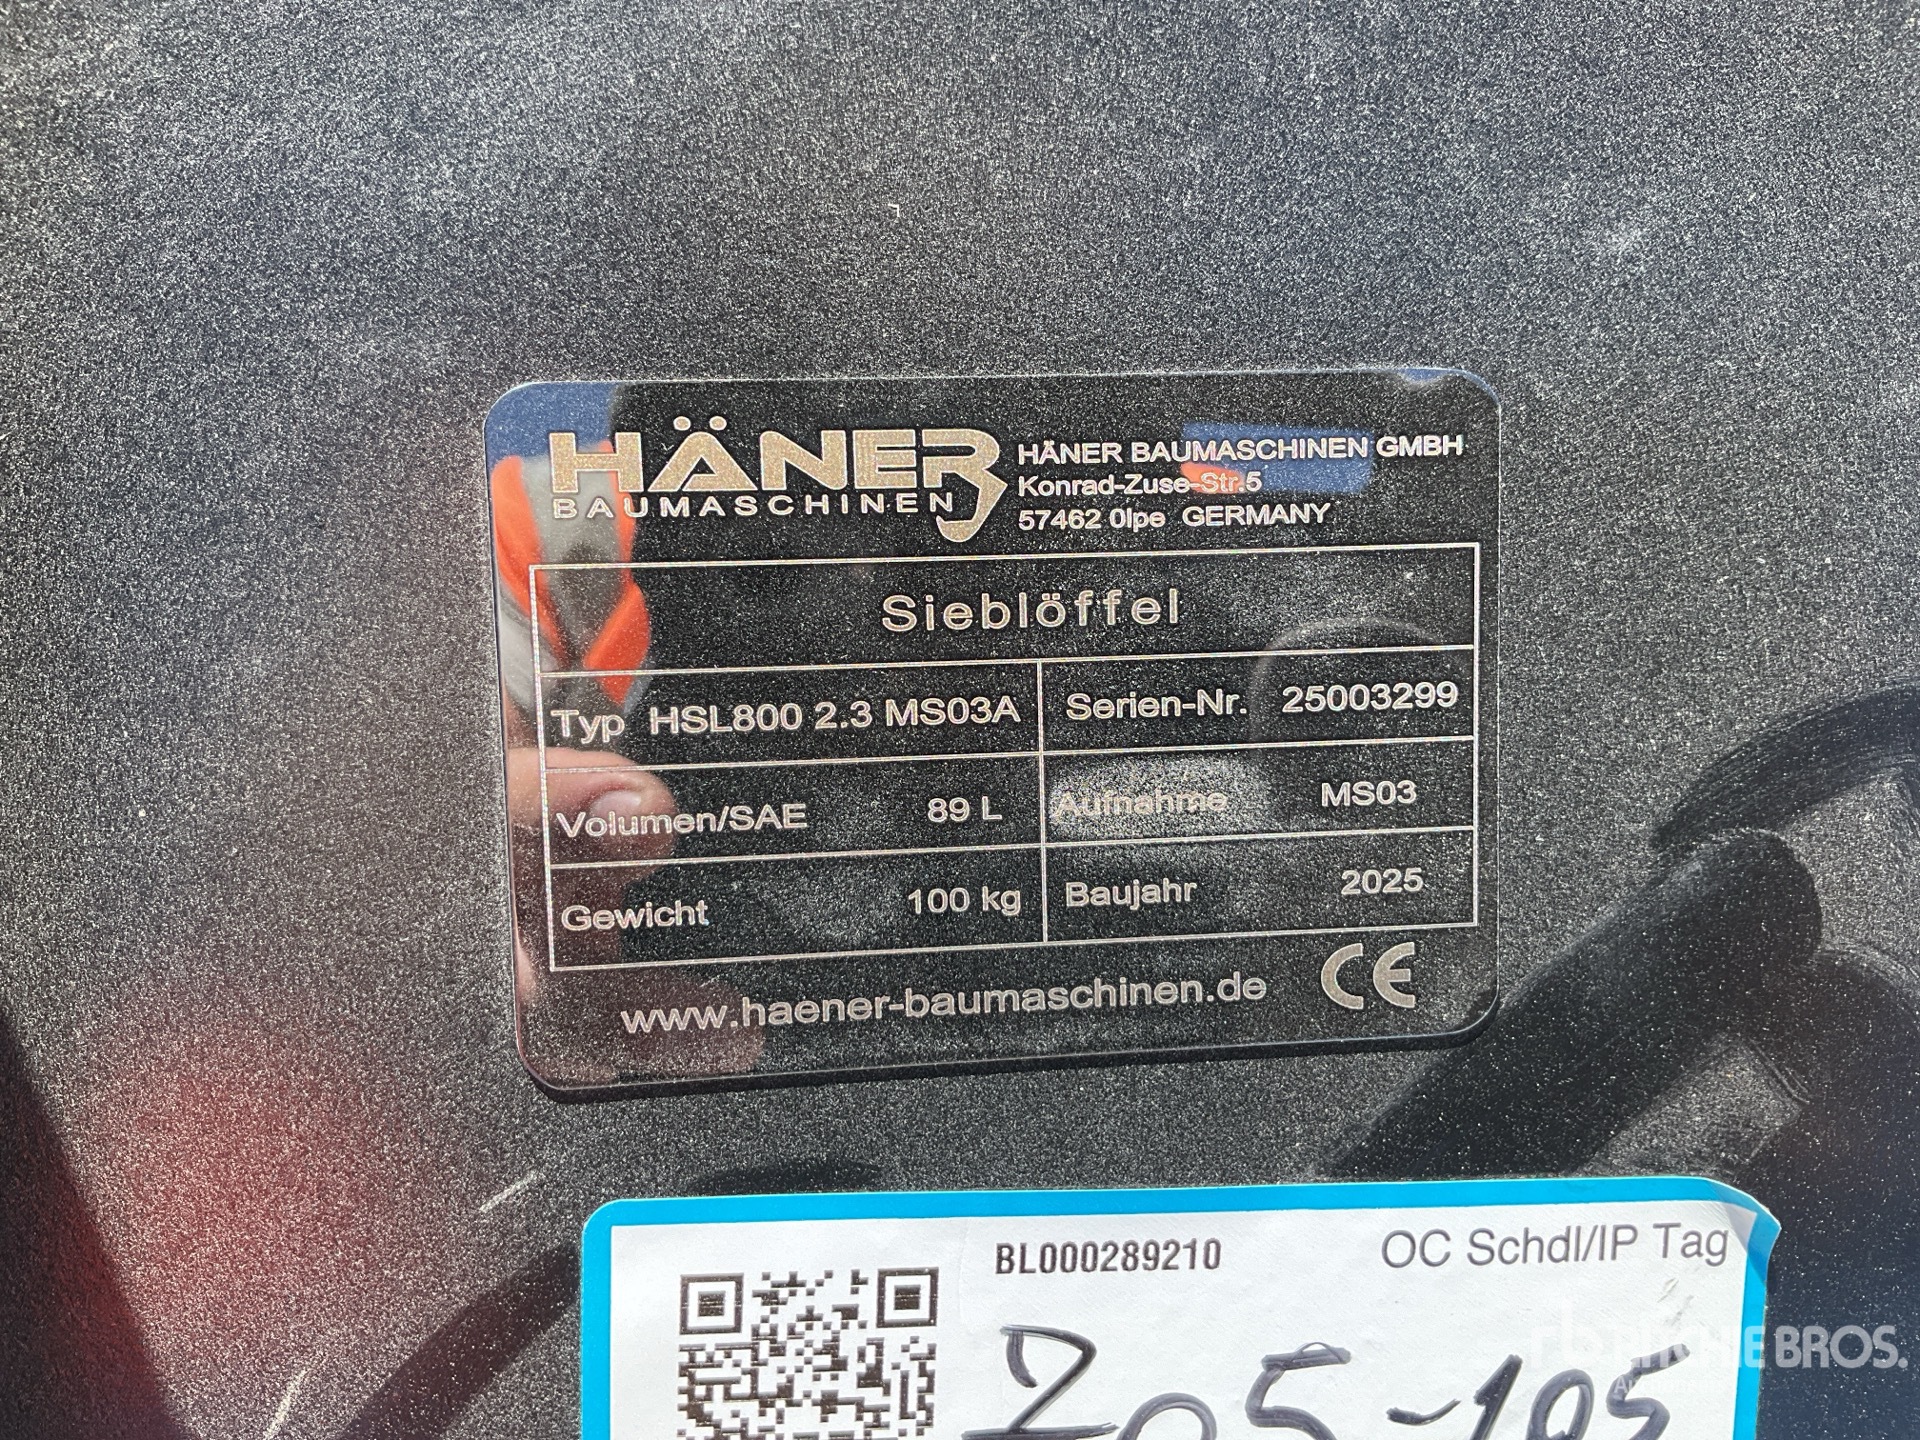 HÄNER
BAUMASCHINEN
HÄNER BAUMASCHINEN GMBH
Konrad-Zuse-Str.5
57462 Olpe GERMANY
Sieblöffel
Typ HSL800 2.3 MS03A
Serien-Nr. 25003299
Volumen/SAE 89 L
Aufnahme MS03
Gewicht 100 kg
Baujahr 2025
www.haener-baumaschinen.de
CE
BL000289210
OC Schdl/IP Tag
205-105
RITCHIE BROS.